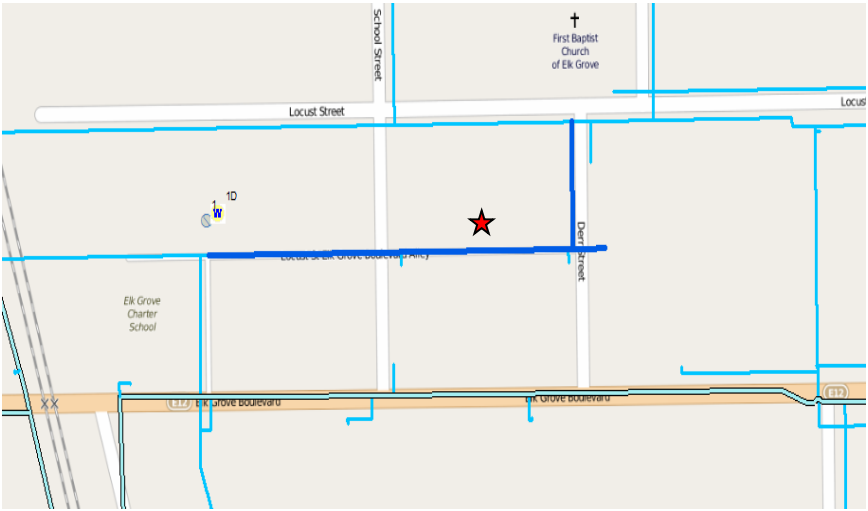 School Street
First Baptist
Church
of Elk Grove
Locust Street
Locus
1
1D
W
Derr Street
Locust St-Elk Grove Boulevard Alley
Elk Grove
Charter
School
E12
Elk Grove Boulevard
Elk Grove Boulevard
E12